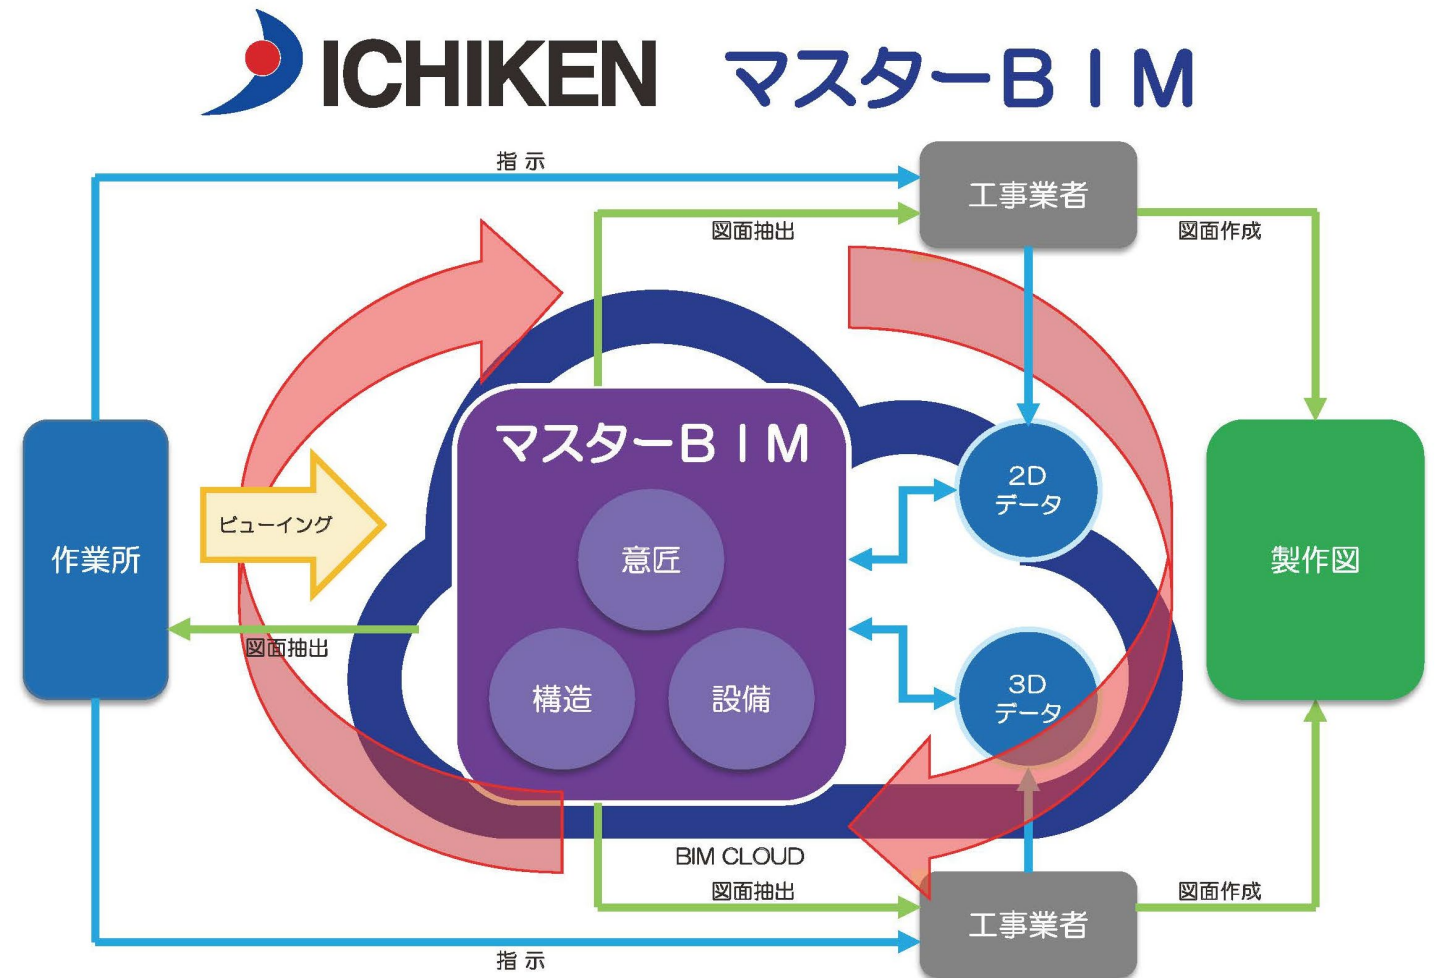 ICHIKEN マスターBIM
指 示
工事業者
図面抽出
図面作成
マスターBIM
2D
データ
ビューイング
作業所
意匠
製作図
図面抽出
構造
設備
3D
データ
BIM CLOUD
図面抽出
図面作成
工事業者
指 示